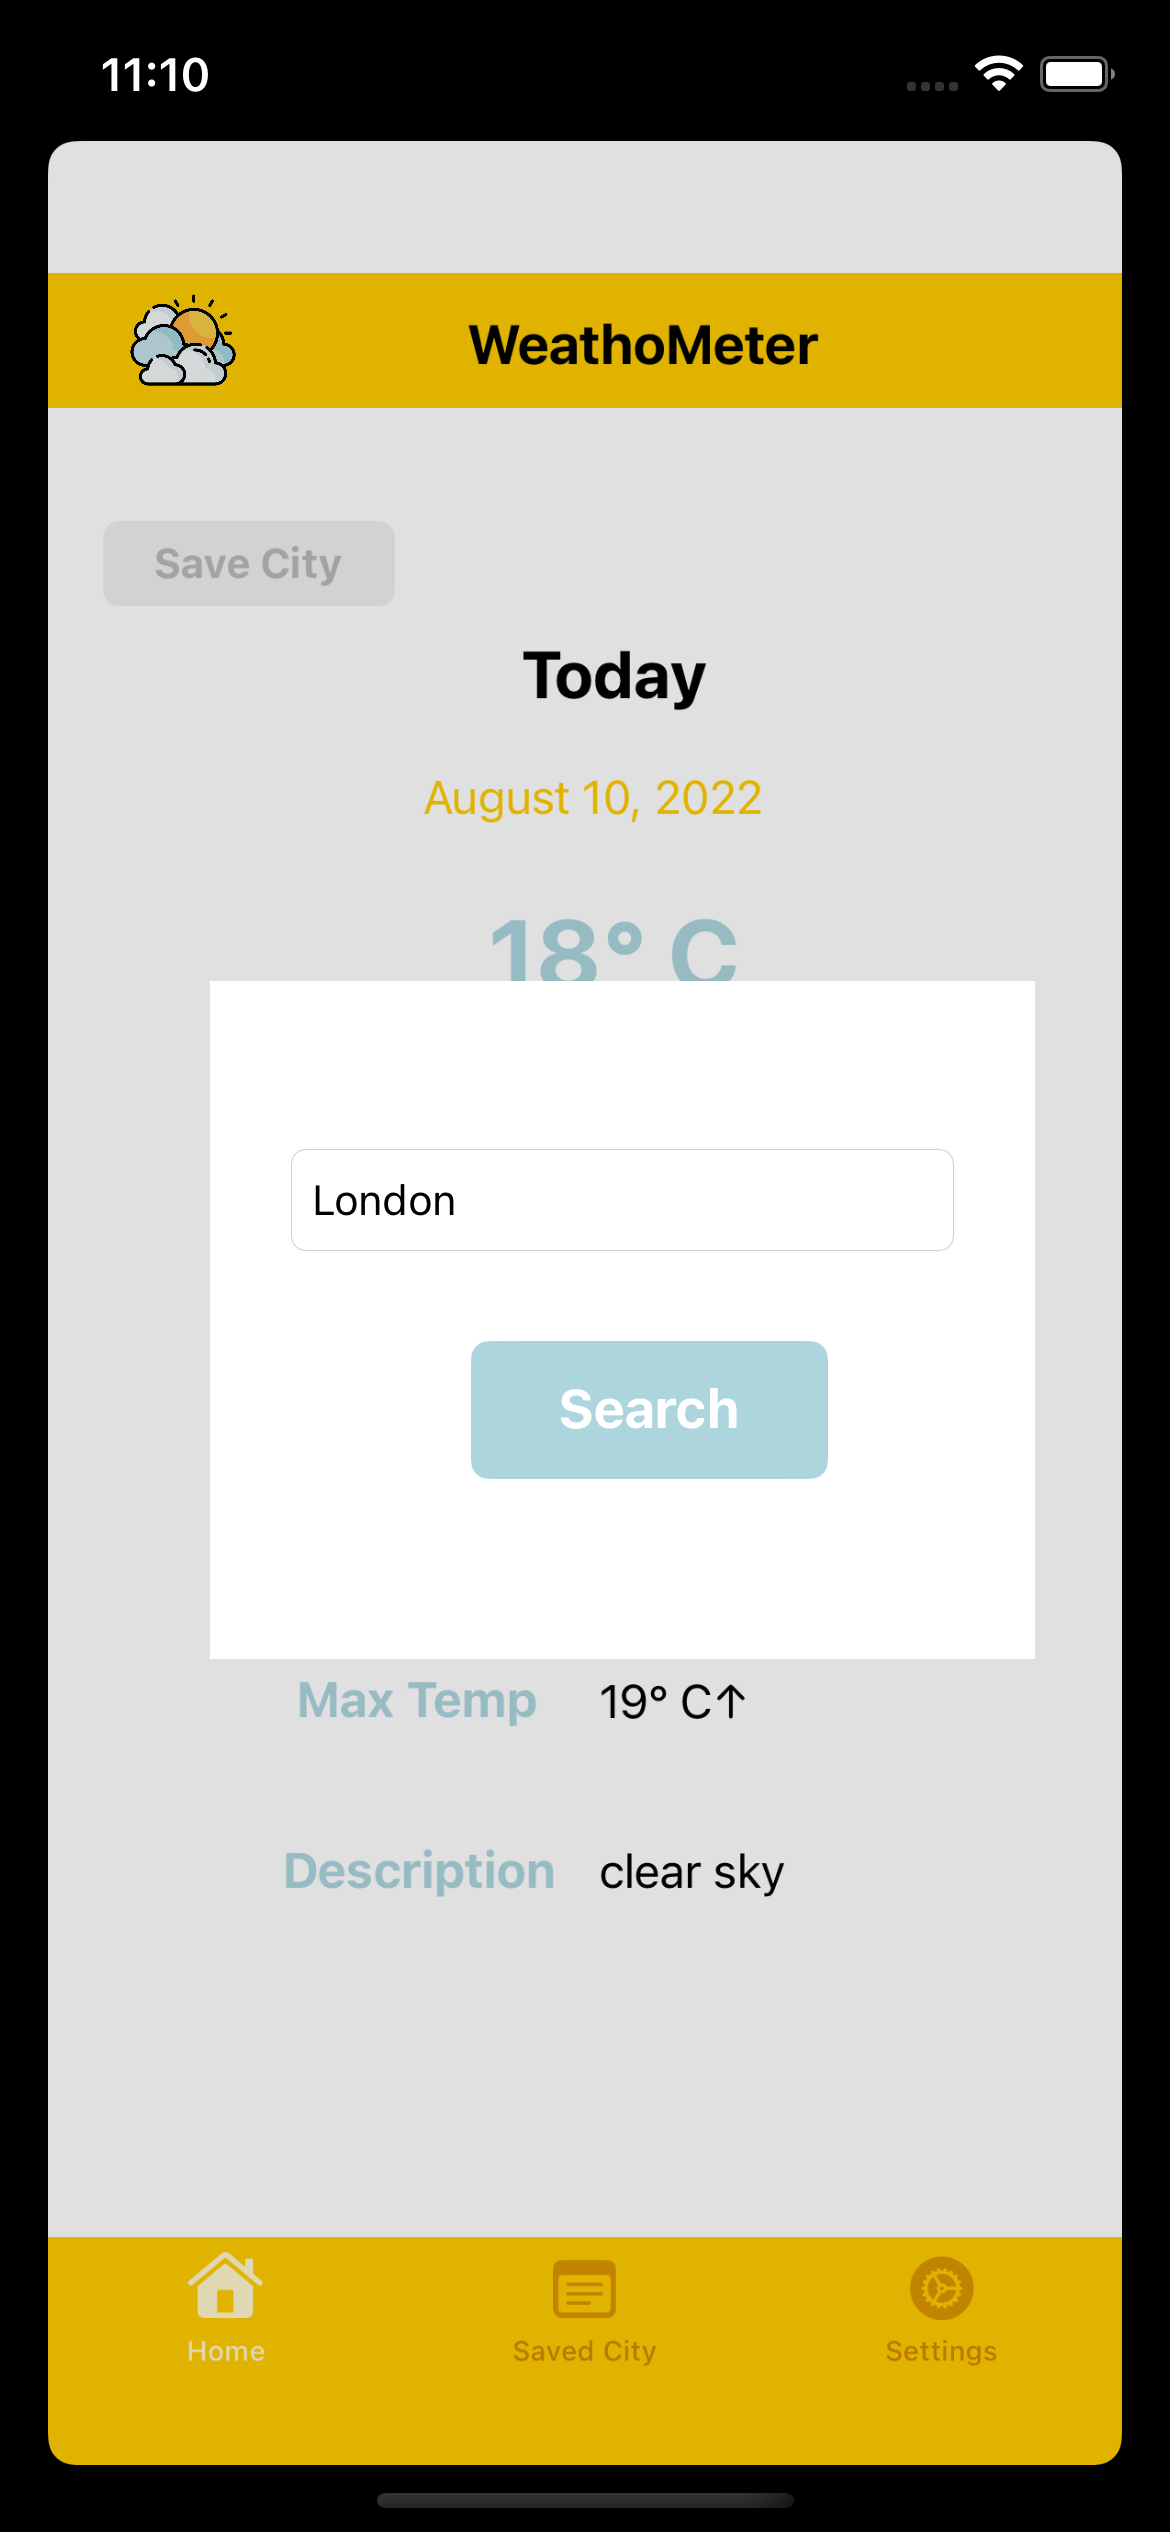 11:10
WeathoMeter
Save City
Today
August 10, 2022
18° C
London
Search
Max Temp 19° C↑
Description clear sky
Home Saved City Settings